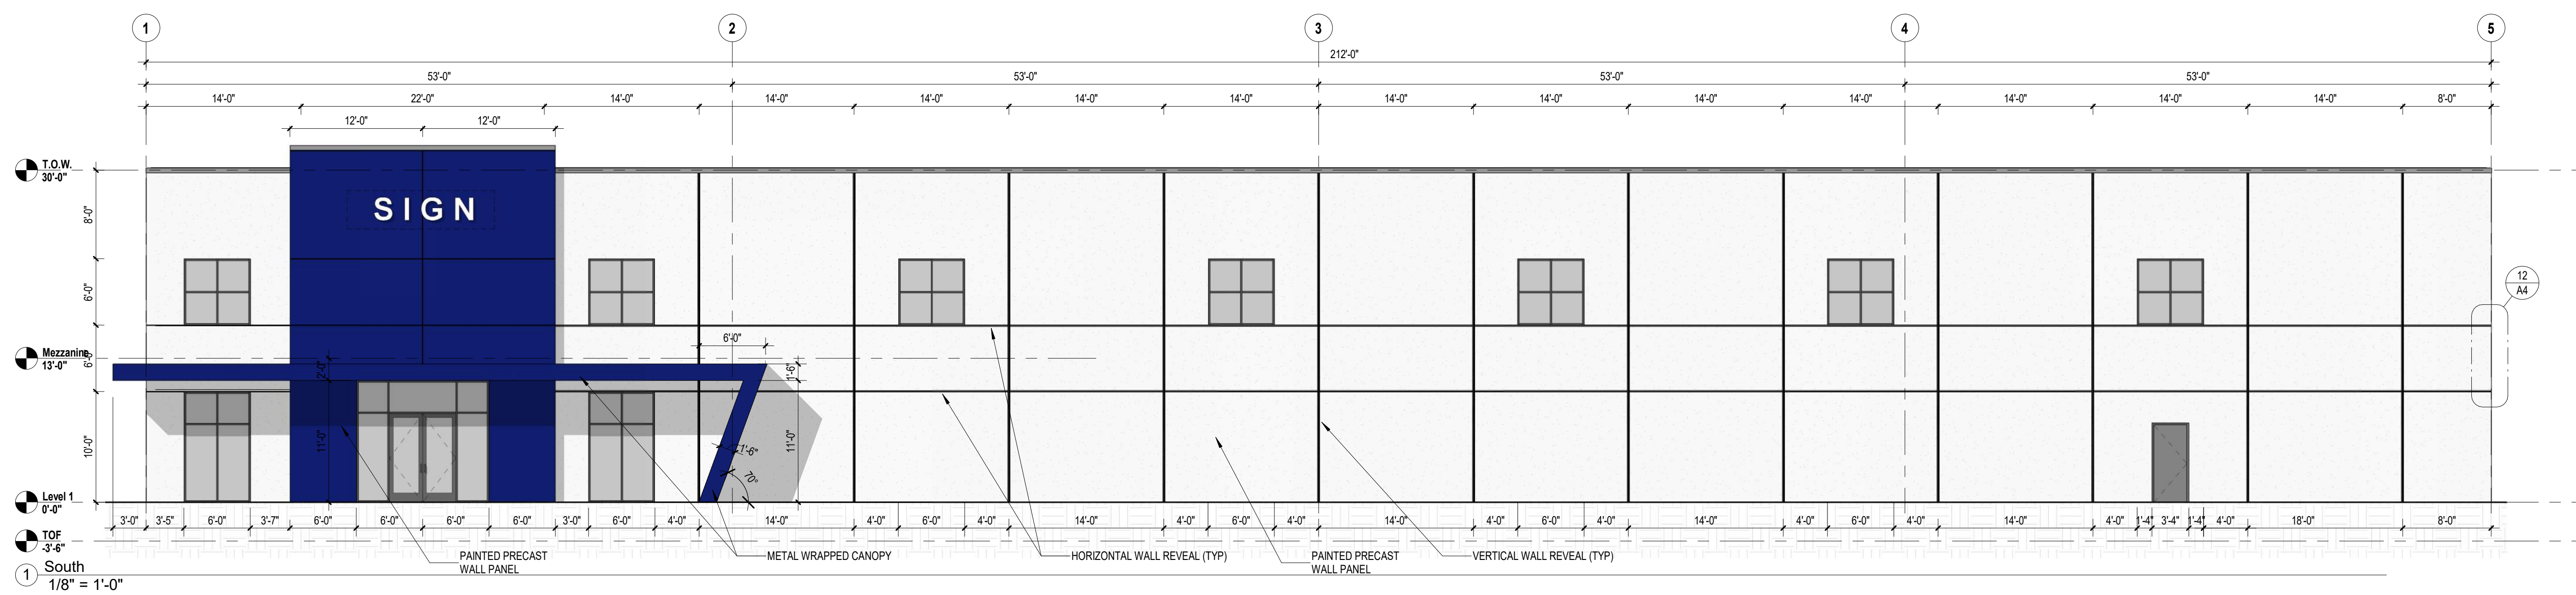 1 2 3 4 5
212'-0"
53'-0" 53'-0" 53'-0" 53'-0"
14'-0" 22'-0" 14'-0" 14'-0" 14'-0" 14'-0" 14'-0" 14'-0" 14'-0" 14'-0" 14'-0" 14'-0" 14'-0" 14'-0" 8'-0"
12'-0" 12'-0"
T.O.W.
30'-0"
8'-0"
SIGN
6'-0"
12
A4
6'-0"
Mezzanine
13'-0"
6'-0"
2'-0"
1'-6"
10'-0"
11'-0"
1'-6"
11'-0"
70°
Level 1
0'-0"
3'-0" 3'-5" 6'-0" 3'-7" 6'-0" 6'-0" 6'-0" 6'-0" 3'-0" 6'-0" 4'-0" 14'-0" 4'-0" 6'-0" 4'-0" 14'-0" 4'-0" 6'-0" 4'-0" 14'-0" 4'-0" 6'-0" 4'-0" 14'-0" 4'-0" 6'-0" 4'-0" 14'-0" 4'-0" 1'-4" 3'-4" 1'-4" 4'-0" 18'-0" 8'-0"
TOF
-3'-6"
PAINTED PRECAST
WALL PANEL
METAL WRAPPED CANOPY
HORIZONTAL WALL REVEAL (TYP)
PAINTED PRECAST
WALL PANEL
VERTICAL WALL REVEAL (TYP)
1 South
1/8" = 1'-0"